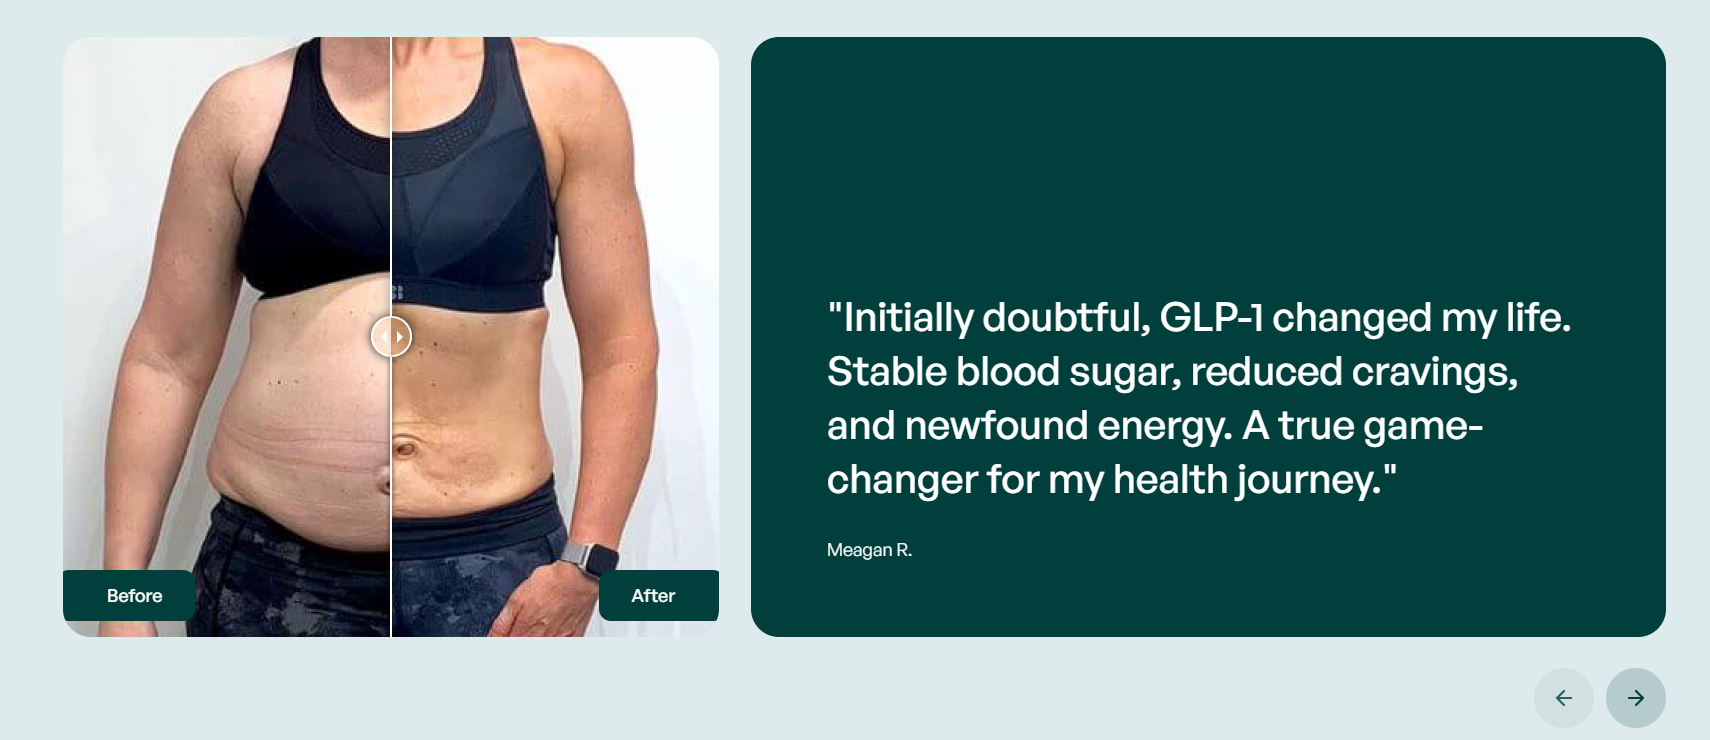 Before
After
"Initially doubtful, GLP-1 changed my life.
Stable blood sugar, reduced cravings,
and newfound energy. A true game-
changer for my health journey."
Meagan R.